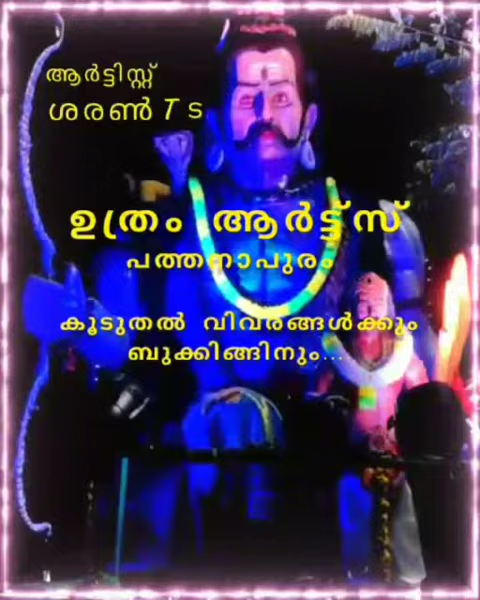 ആർട്ടിസ്റ്റ്
ശരൺ T s
ഉത്രം ആർട്ട്സ്
പത്തനാപുരം
കൂടുതൽ വിവരങ്ങൾക്കും
ബുക്കിങ്ങിനും...